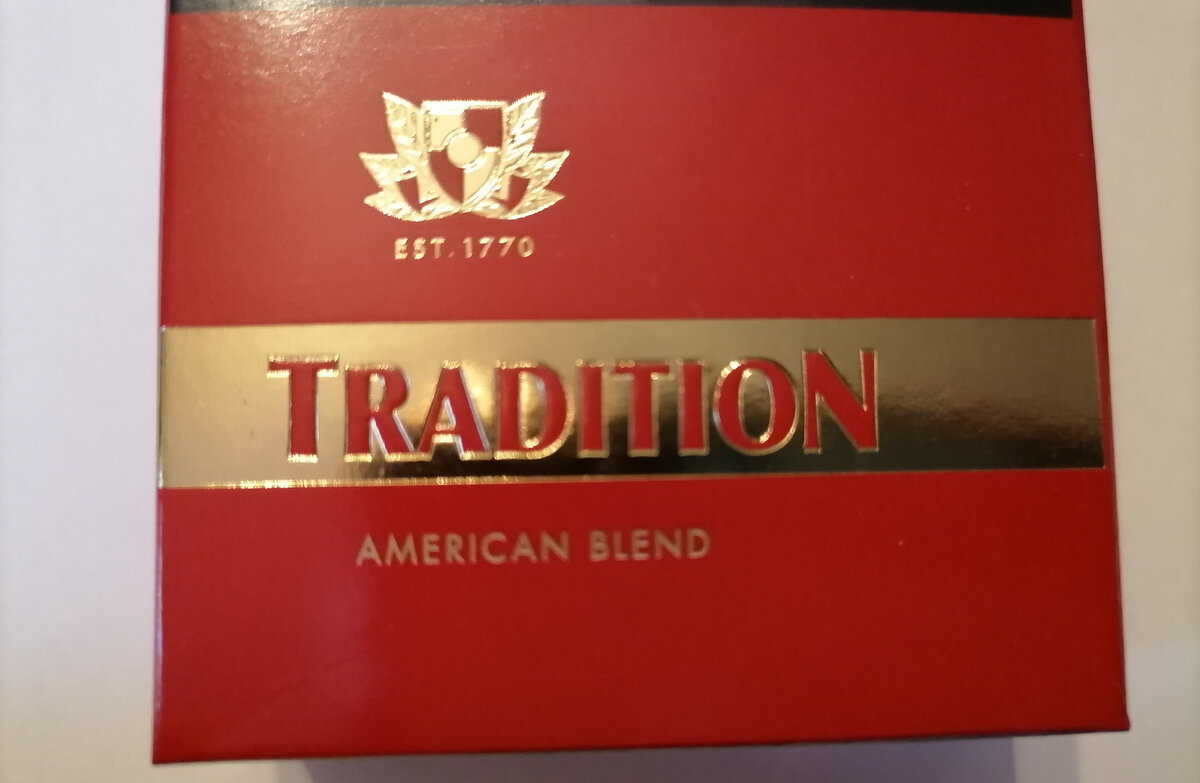 EST. 1770
TRADITION
AMERICAN BLEND